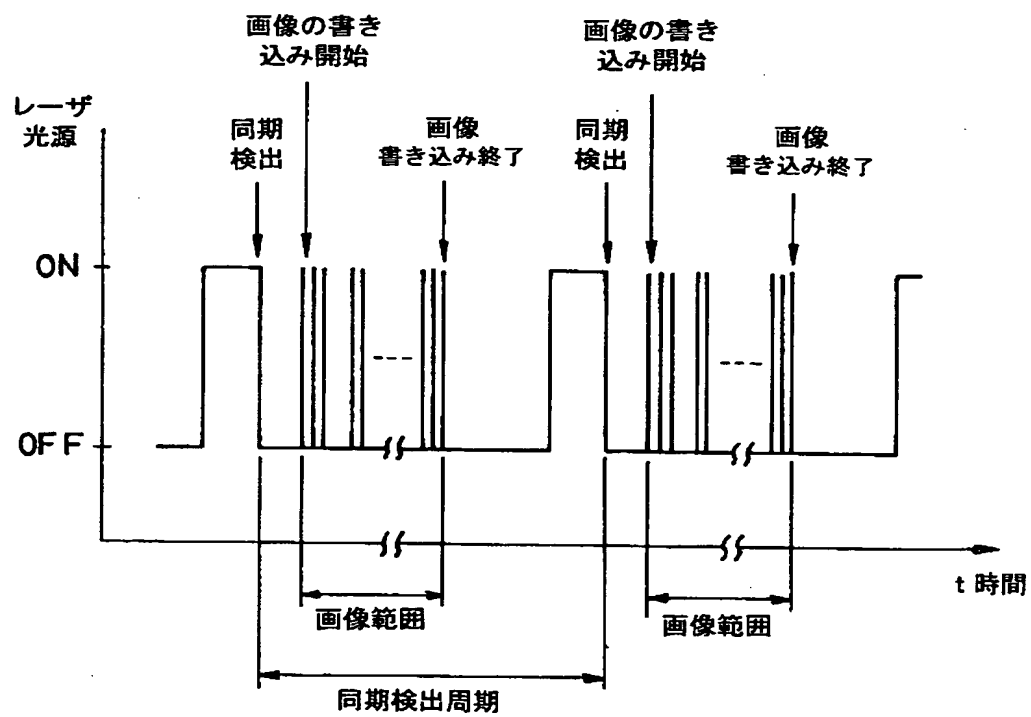 画像の書き
込み開始
画像の書き
込み開始
レーザ
光源
同期
検出
画像
書き込み終了
同期
検出
画像
書き込み終了
ON
OFF
t 時間
画像範囲
画像範囲
同期検出周期